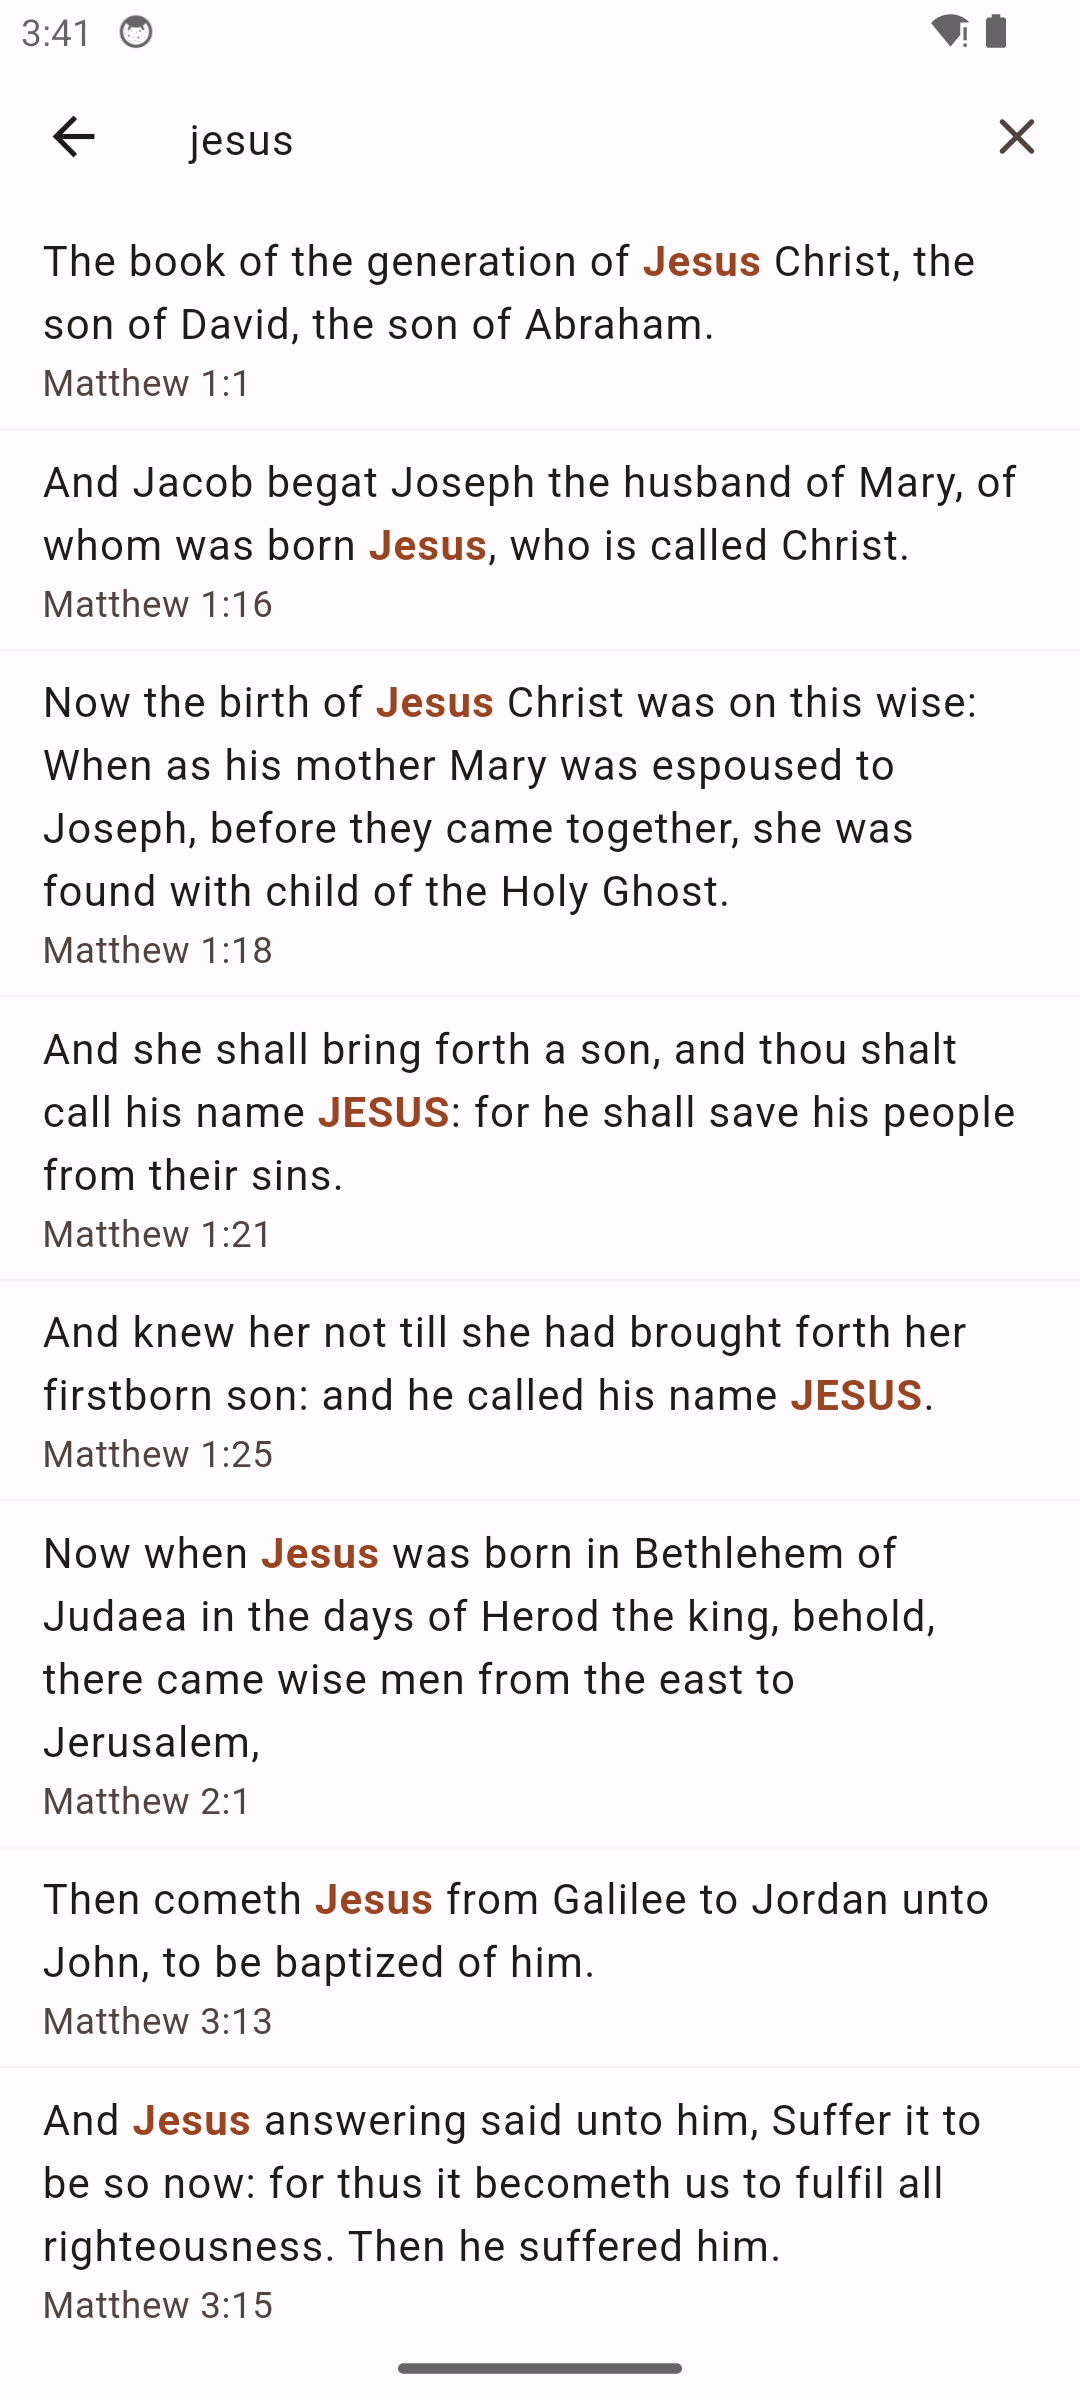 3:41
jesus
The book of the generation of Jesus Christ, the
son of David, the son of Abraham.
Matthew 1:1
And Jacob begat Joseph the husband of Mary, of
whom was born Jesus, who is called Christ.
Matthew 1:16
Now the birth of Jesus Christ was on this wise:
When as his mother Mary was espoused to
Joseph, before they came together, she was
found with child of the Holy Ghost.
Matthew 1:18
And she shall bring forth a son, and thou shalt
call his name JESUS: for he shall save his people
from their sins.
Matthew 1:21
And knew her not till she had brought forth her
firstborn son: and he called his name JESUS.
Matthew 1:25
Now when Jesus was born in Bethlehem of
Judaea in the days of Herod the king, behold,
there came wise men from the east to
Jerusalem,
Matthew 2:1
Then cometh Jesus from Galilee to Jordan unto
John, to be baptized of him.
Matthew 3:13
And Jesus answering said unto him, Suffer it to
be so now: for thus it becometh us to fulfil all
righteousness. Then he suffered him.
Matthew 3:15